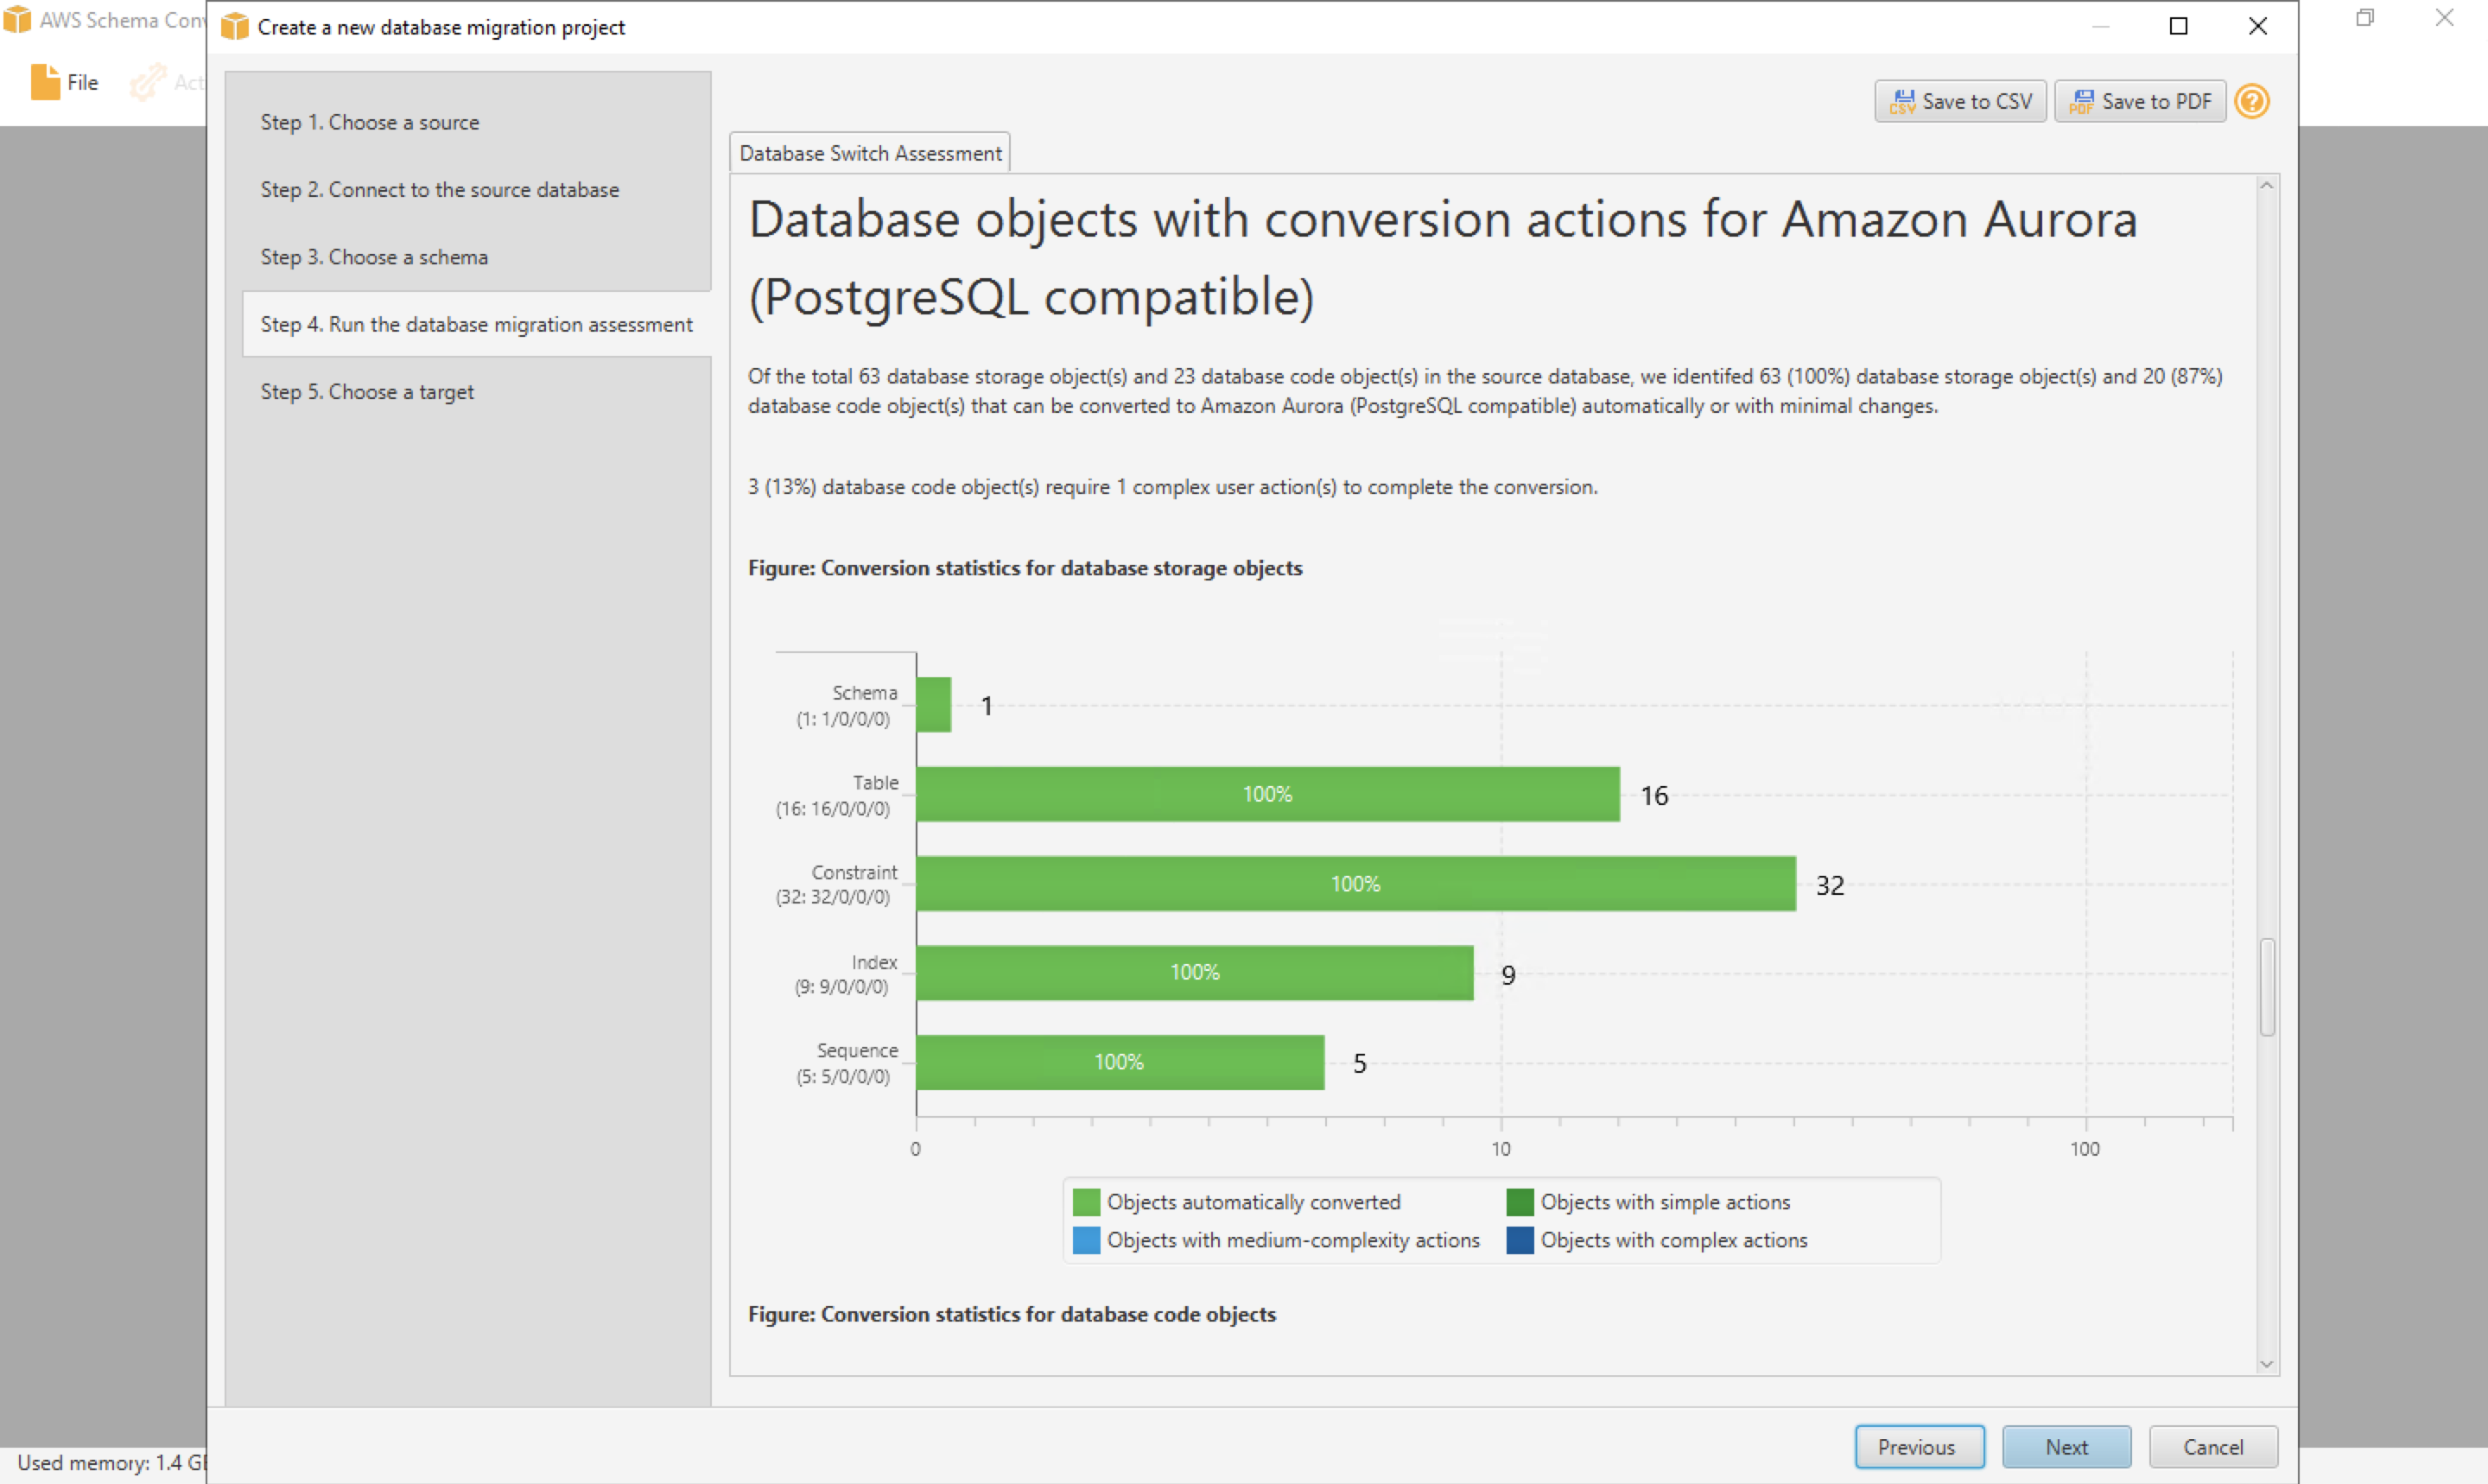 AWS Schema Con
Create a new database migration project
File
Act
Save to CSV
Save to PDF
Step 1. Choose a source
Step 2. Connect to the source database
Step 3. Choose a schema
Step 4. Run the database migration assessment
Step 5. Choose a target
Database Switch Assessment
Database objects with conversion actions for Amazon Aurora
(PostgreSQL compatible)
Of the total 63 database storage object(s) and 23 database code object(s) in the source database, we identifed 63 (100%) database storage object(s) and 20 (87%)
database code object(s) that can be converted to Amazon Aurora (PostgreSQL compatible) automatically or with minimal changes.
3 (13%) database code object(s) require 1 complex user action(s) to complete the conversion.
Figure: Conversion statistics for database storage objects
Schema
(1: 1/0/0/0)
1
Table
(16: 16/0/0/0)
100%
16
Constraint
(32: 32/0/0/0)
100%
32
Index
(9: 9/0/0/0)
100%
9
Sequence
(5: 5/0/0/0)
100%
5
0
10
100
Objects automatically converted
Objects with simple actions
Objects with medium-complexity actions
Objects with complex actions
Figure: Conversion statistics for database code objects
Previous
Next
Cancel
Used memory: 1.4 G